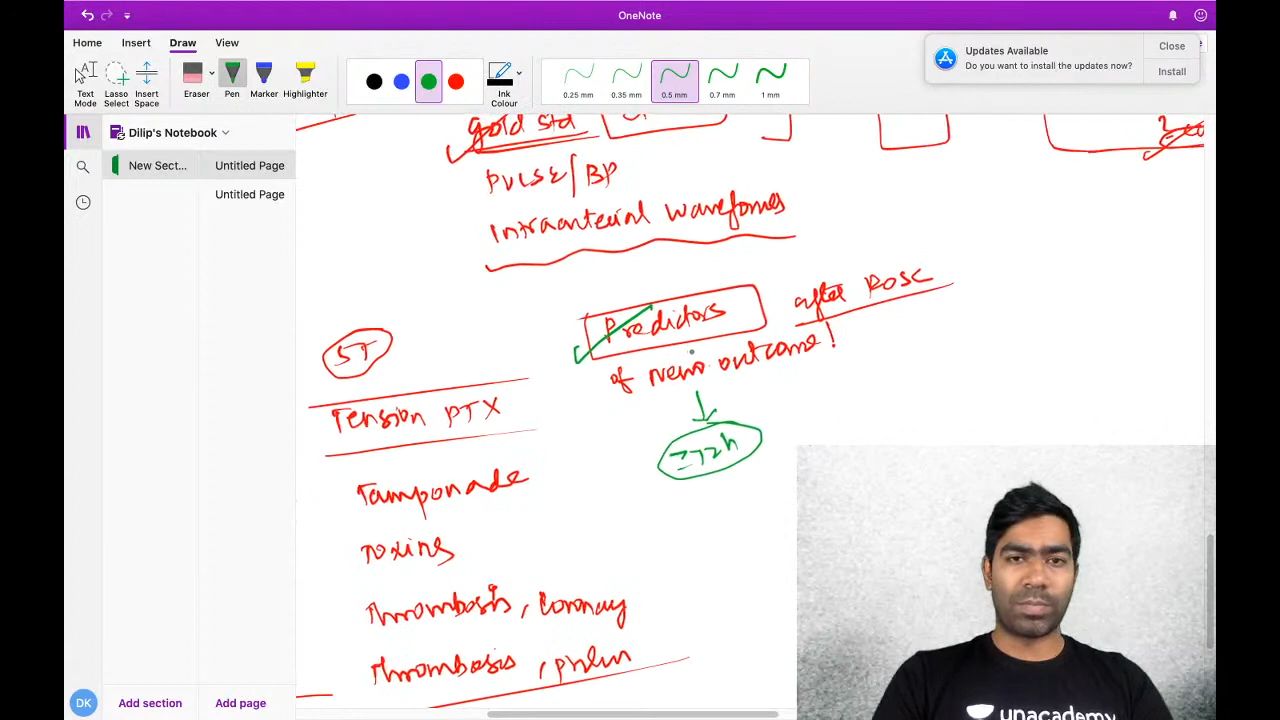 OneNote
Home
Insert
Draw
View
Updates Available
Do you want to install the updates now?
Close
Install
Text Mode
Lasso Select
Insert Space
Eraser
Pen
Marker
Highlighter
Ink Colour
0.25 mm
0.35 mm
0.5 mm
0.7 mm
1 mm
Dilip's Notebook
New Sect...
Untitled Page
Untitled Page
gold std
PULSE/BP
Intraarterial waveforms
Predictors
after ROSC
of neuro outcome!
≥72h
5T
Tension PTX
Tamponade
Toxins
Thrombosis, Coronary
Thrombosis, pulm
DK
Add section
Add page
unacademy